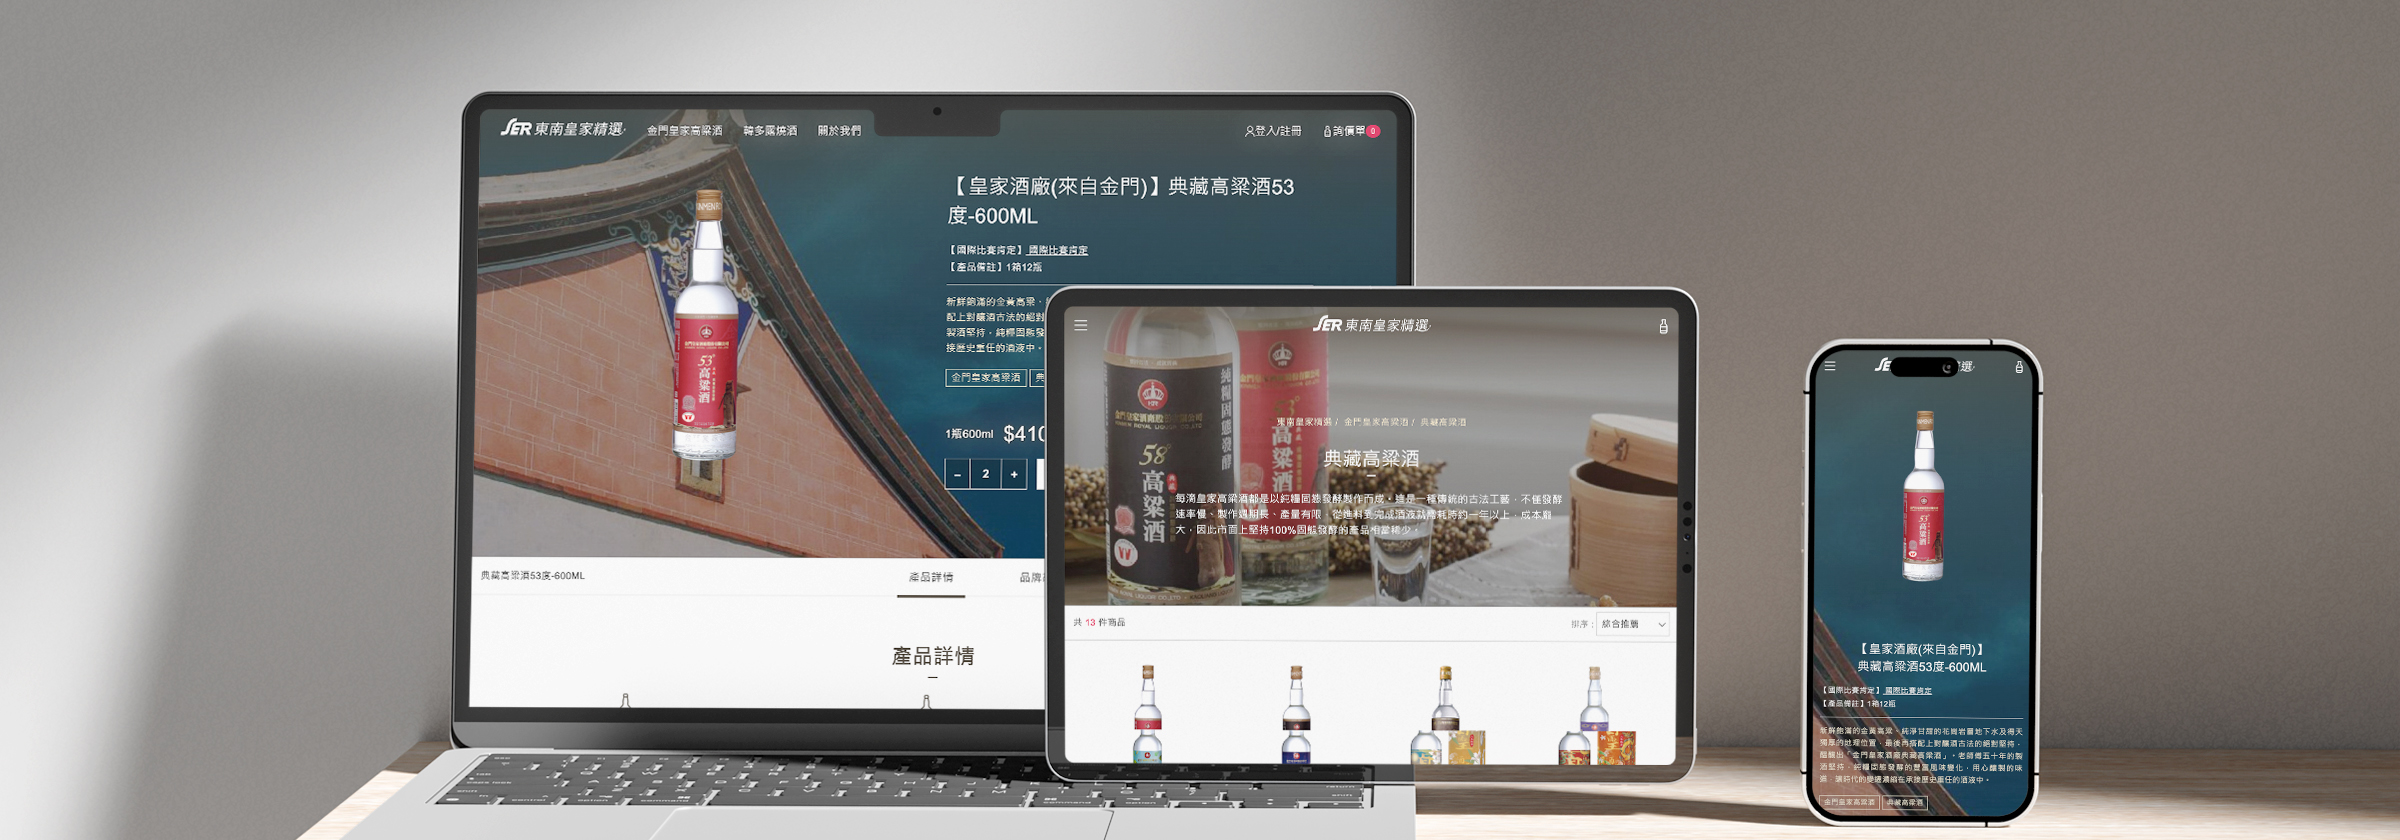 SER 東南皇家精選
金門皇家高粱酒
韓多露燒酒
關於我們
登入/註冊
詢價單 0
【皇家酒廠(來自金門)】典藏高粱酒53
度-600ML
【國際比賽肯定】 國際比賽肯定
【產品備註】1箱12瓶
新鮮飽滿的金黃高粱、
配上對釀酒古法的絕對
製酒堅持，純糧固態發
接歷史重任的酒液中。
金門皇家高粱酒
典
1瓶600ml $410
- 2 +
53°
高粱酒
典藏高粱酒53度-600ML
產品詳情
品牌
產品詳情
SER 東南皇家精選
東南皇家精選 / 金門皇家高粱酒 / 典藏高粱酒
典藏高粱酒
每滴皇家高粱酒都是以純糧固態發酵製作而成。這是一種傳統的古法工藝，不僅發酵
速率慢、製作週期長、產量有限，從進料到完成酒液就需耗時約一年以上，成本龐
大，因此市面上堅持100%固態發酵的產品相當稀少。
58°
高粱酒
純糧固態發酵
53°
高粱酒
共 13 件商品
排序：
綜合推薦
SE
選
53°
高粱酒
【皇家酒廠(來自金門)】
典藏高粱酒53度-600ML
【國際比賽肯定】 國際比賽肯定
【產品備註】1箱12瓶
新鮮飽滿的金黃高粱、純淨甘甜的花崗岩層地下水及得天
獨厚的地理位置，最後再搭配上對釀酒古法的絕對堅持，
醞釀出「金門皇家酒廠典藏高粱酒」。老師傅五十年的製
酒堅持，純糧固態發酵的豐富風味變化，用心釀製的味
道，讓時代的變遷濃縮在承接歷史重任的酒液中。
金門皇家高粱酒
典藏高粱酒